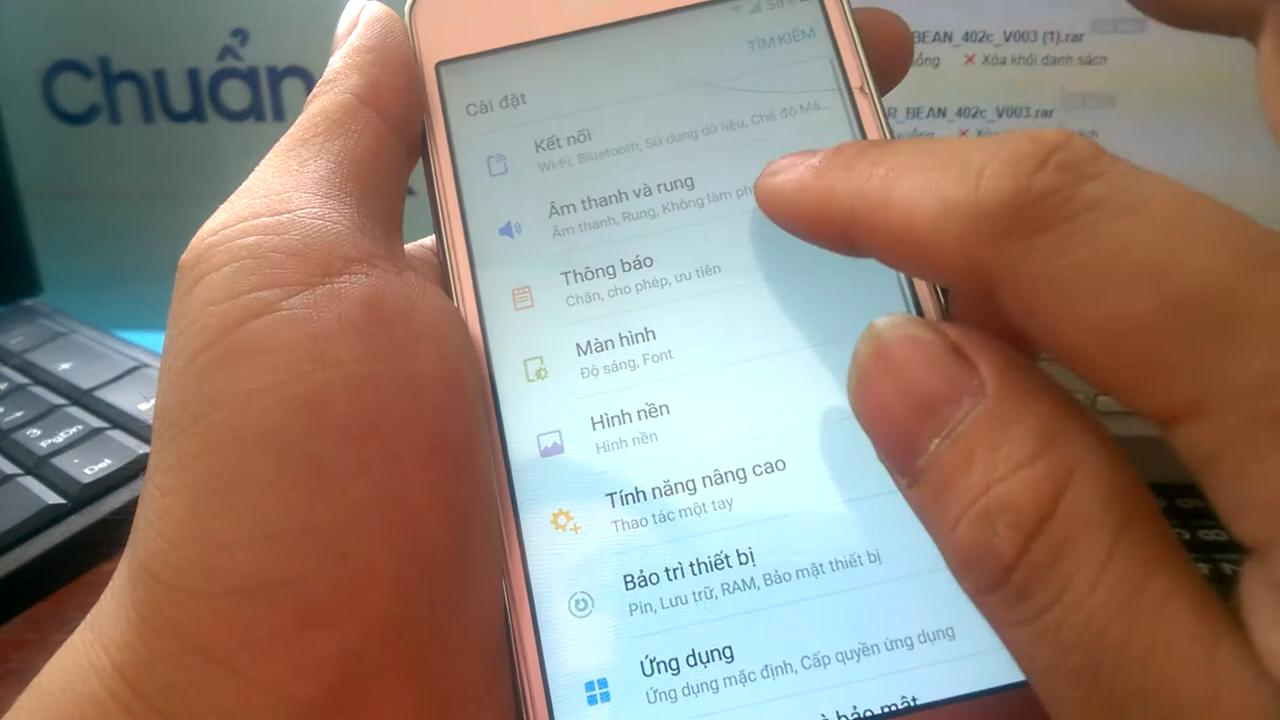 Chuẩn
BEAN_402c_V003 (1).rar
Xóa khỏi danh sách
R_BEAN_402c_V003.rar
TÌM KIẾM
Cài đặt
Kết nối
Wi-Fi, Bluetooth, Sử dụng dữ liệu, Chế độ Má...
Âm thanh và rung
Âm thanh, Rung, Không làm ph
Thông báo
Chặn, cho phép, ưu tiên
Màn hình
Độ sáng, Font
Hình nền
Hình nền
Tính năng nâng cao
Thao tác một tay
Bảo trì thiết bị
Pin, Lưu trữ, RAM, Bảo mật thiết bị
Ứng dụng
Ứng dụng mặc định, Cấp quyền ứng dụng
bảo mật
3
PgDn
Del